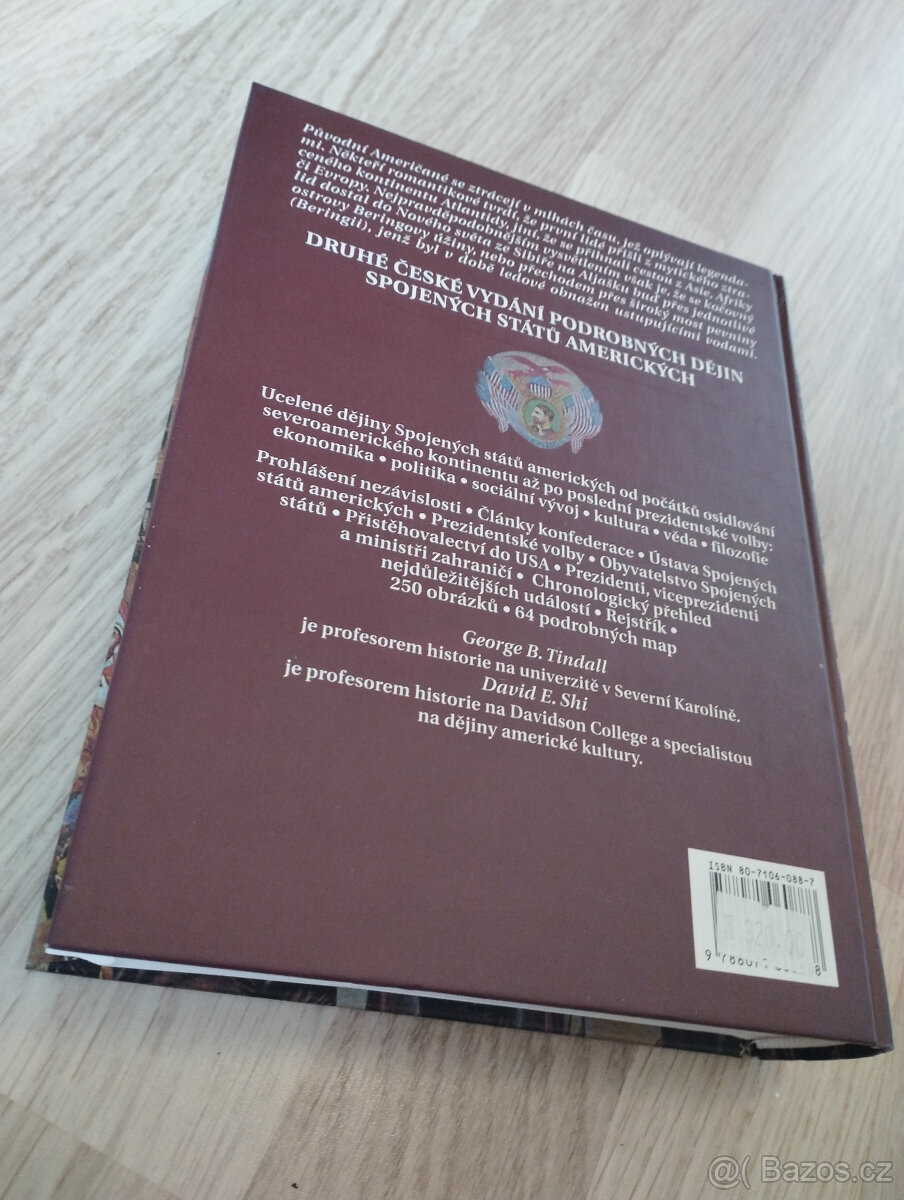 Původní Američané se ztrácejí v mlhách času, jež oplývají legenda-
mi. Někteří romantikové tvrdí, že první lidé přišli z mytického ztra-
ceného kontinentu Atlantidy, jiní, že se přihnali cestou z Asie, Afriky
či Evropy. Nejpravděpodobnějším vysvětlením však je, že se kočovný
lid dostal do Nového světa ze Sibiře na Aljašku buď přes jednotlivé
ostrovy Beringovy úžiny, nebo přechodem přes široký most pevniny
(Beringii), jenž byl v době ledové obnažen ustupujícími vodami.
DRUHÉ ČESKÉ VYDÁNÍ PODROBNÝCH DĚJIN
SPOJENÝCH STÁTŮ AMERICKÝCH
Ucelené dějiny Spojených států amerických od počátků osidlování
severoamerického kontinentu až po poslední prezidentské volby:
ekonomika • politika • sociální vývoj • kultura • věda • filozofie
Prohlášení nezávislosti • Články konfederace • Ústava Spojených
států amerických • Prezidentské volby • Obyvatelstvo Spojených
států • Přistěhovalectví do USA • Prezidenti, viceprezidenti
a ministři zahraničí • Chronologický přehled
nejdůležitějších událostí • Rejstřík •
250 obrázků • 64 podrobných map
George B. Tindall
je profesorem historie na univerzitě v Severní Karolíně.
David E. Shi
je profesorem historie na Davidson College a specialistou
na dějiny americké kultury.
ISBN 80-7106-088-7
320,00
Bazos.cz